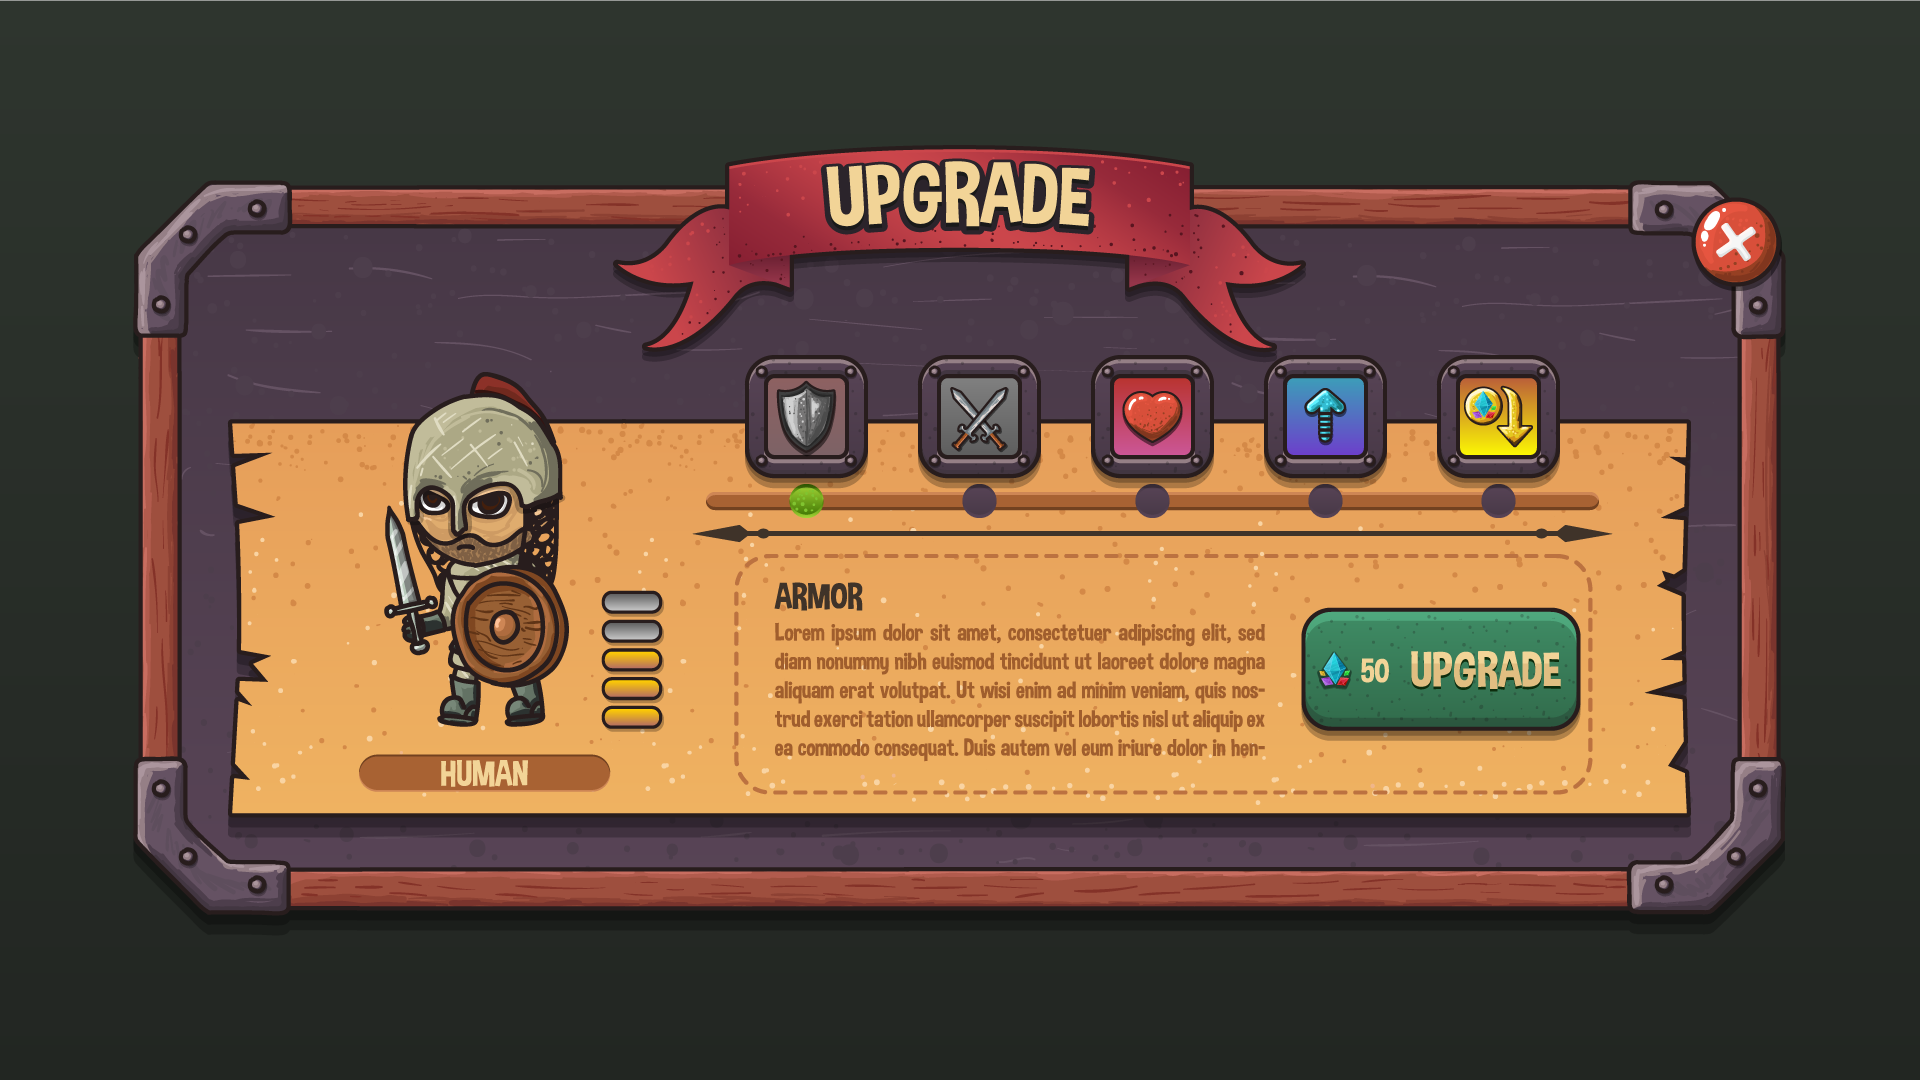 UPGRADE
ARMOR
Lorem ipsum dolor sit amet, consectetuer adipiscing elit, sed
diam nonummy nibh euismod tincidunt ut laoreet dolore magna
aliquam erat volutpat. Ut wisi enim ad minim veniam, quis nos-
trud exerci tation ullamcorper suscipit lobortis nisl ut aliquip ex
ea commodo consequat. Duis autem vel eum iriure dolor in hen-
50 UPGRADE
HUMAN